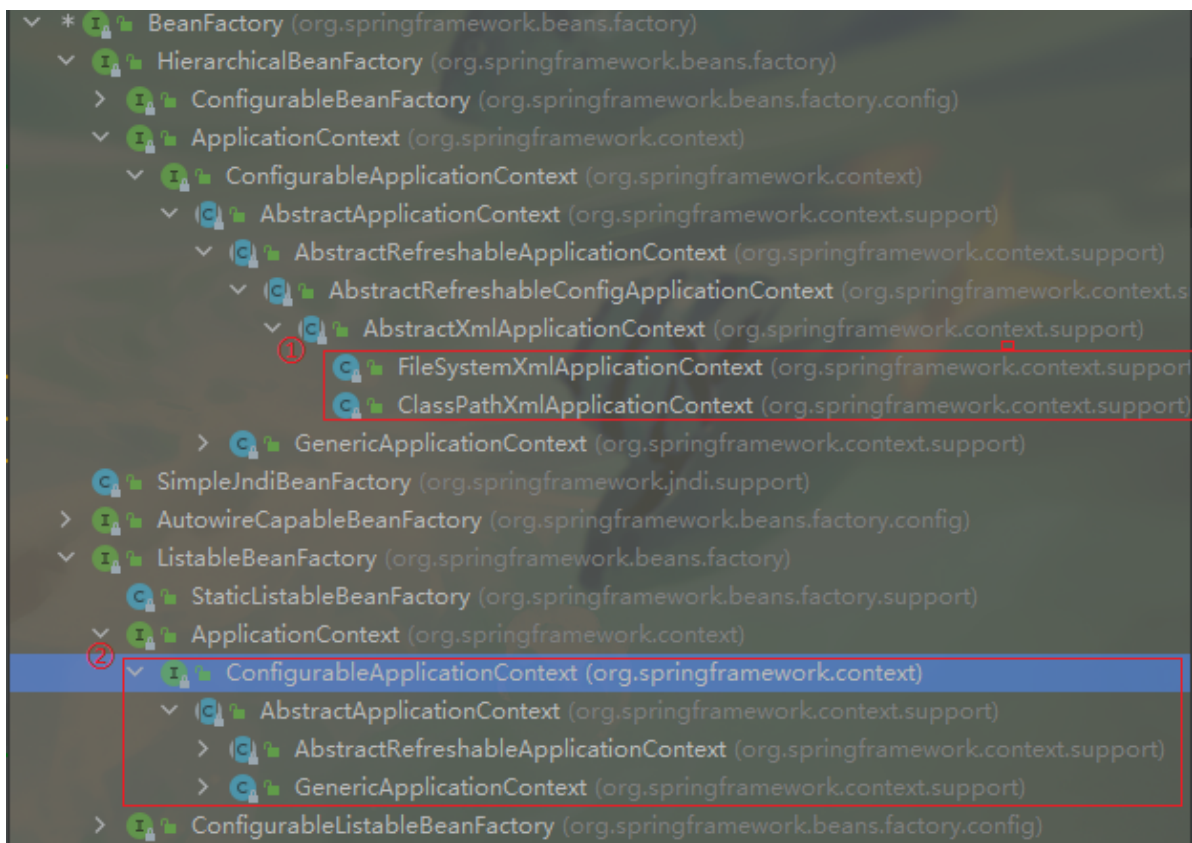 * BeanFactory (org.springframework.beans.factory)
HierarchicalBeanFactory (org.springframework.beans.factory)
ConfigurableBeanFactory (org.springframework.beans.factory.config)
ApplicationContext (org.springframework.context)
ConfigurableApplicationContext (org.springframework.context)
AbstractApplicationContext (org.springframework.context.support)
AbstractRefreshableApplicationContext (org.springframework.context.support)
AbstractRefreshableConfigApplicationContext (org.springframework.context.s
AbstractXmlApplicationContext (org.springframework.context.support)
①
FileSystemXmlApplicationContext (org.springframework.context.support
ClassPathXmlApplicationContext (org.springframework.context.support)
GenericApplicationContext (org.springframework.context.support)
SimpleJndiBeanFactory (org.springframework.jndi.support)
AutowireCapableBeanFactory (org.springframework.beans.factory.config)
ListableBeanFactory (org.springframework.beans.factory)
StaticListableBeanFactory (org.springframework.beans.factory.support)
ApplicationContext (org.springframework.context)
②
ConfigurableApplicationContext (org.springframework.context)
AbstractApplicationContext (org.springframework.context.support)
AbstractRefreshableApplicationContext (org.springframework.context.support)
GenericApplicationContext (org.springframework.context.support)
ConfigurableListableBeanFactory (org.springframework.beans.factory.config)